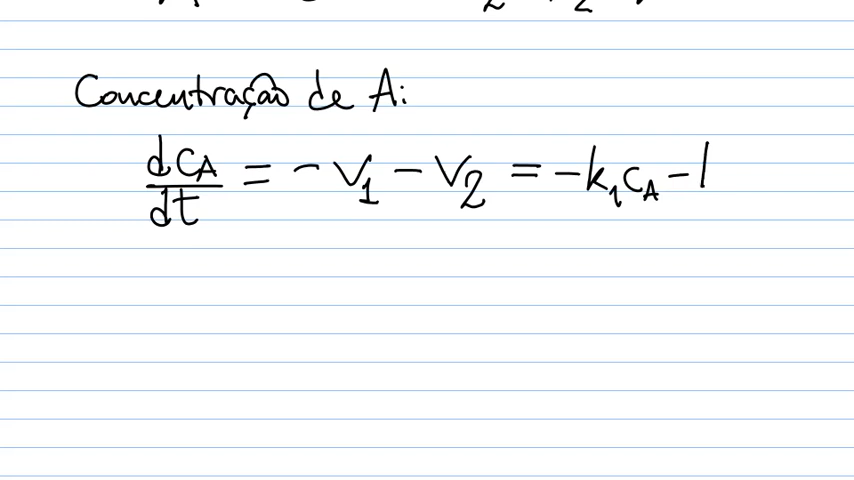 Concentração de A:
dCA/dt = - V1 - V2 = -k1CA - l